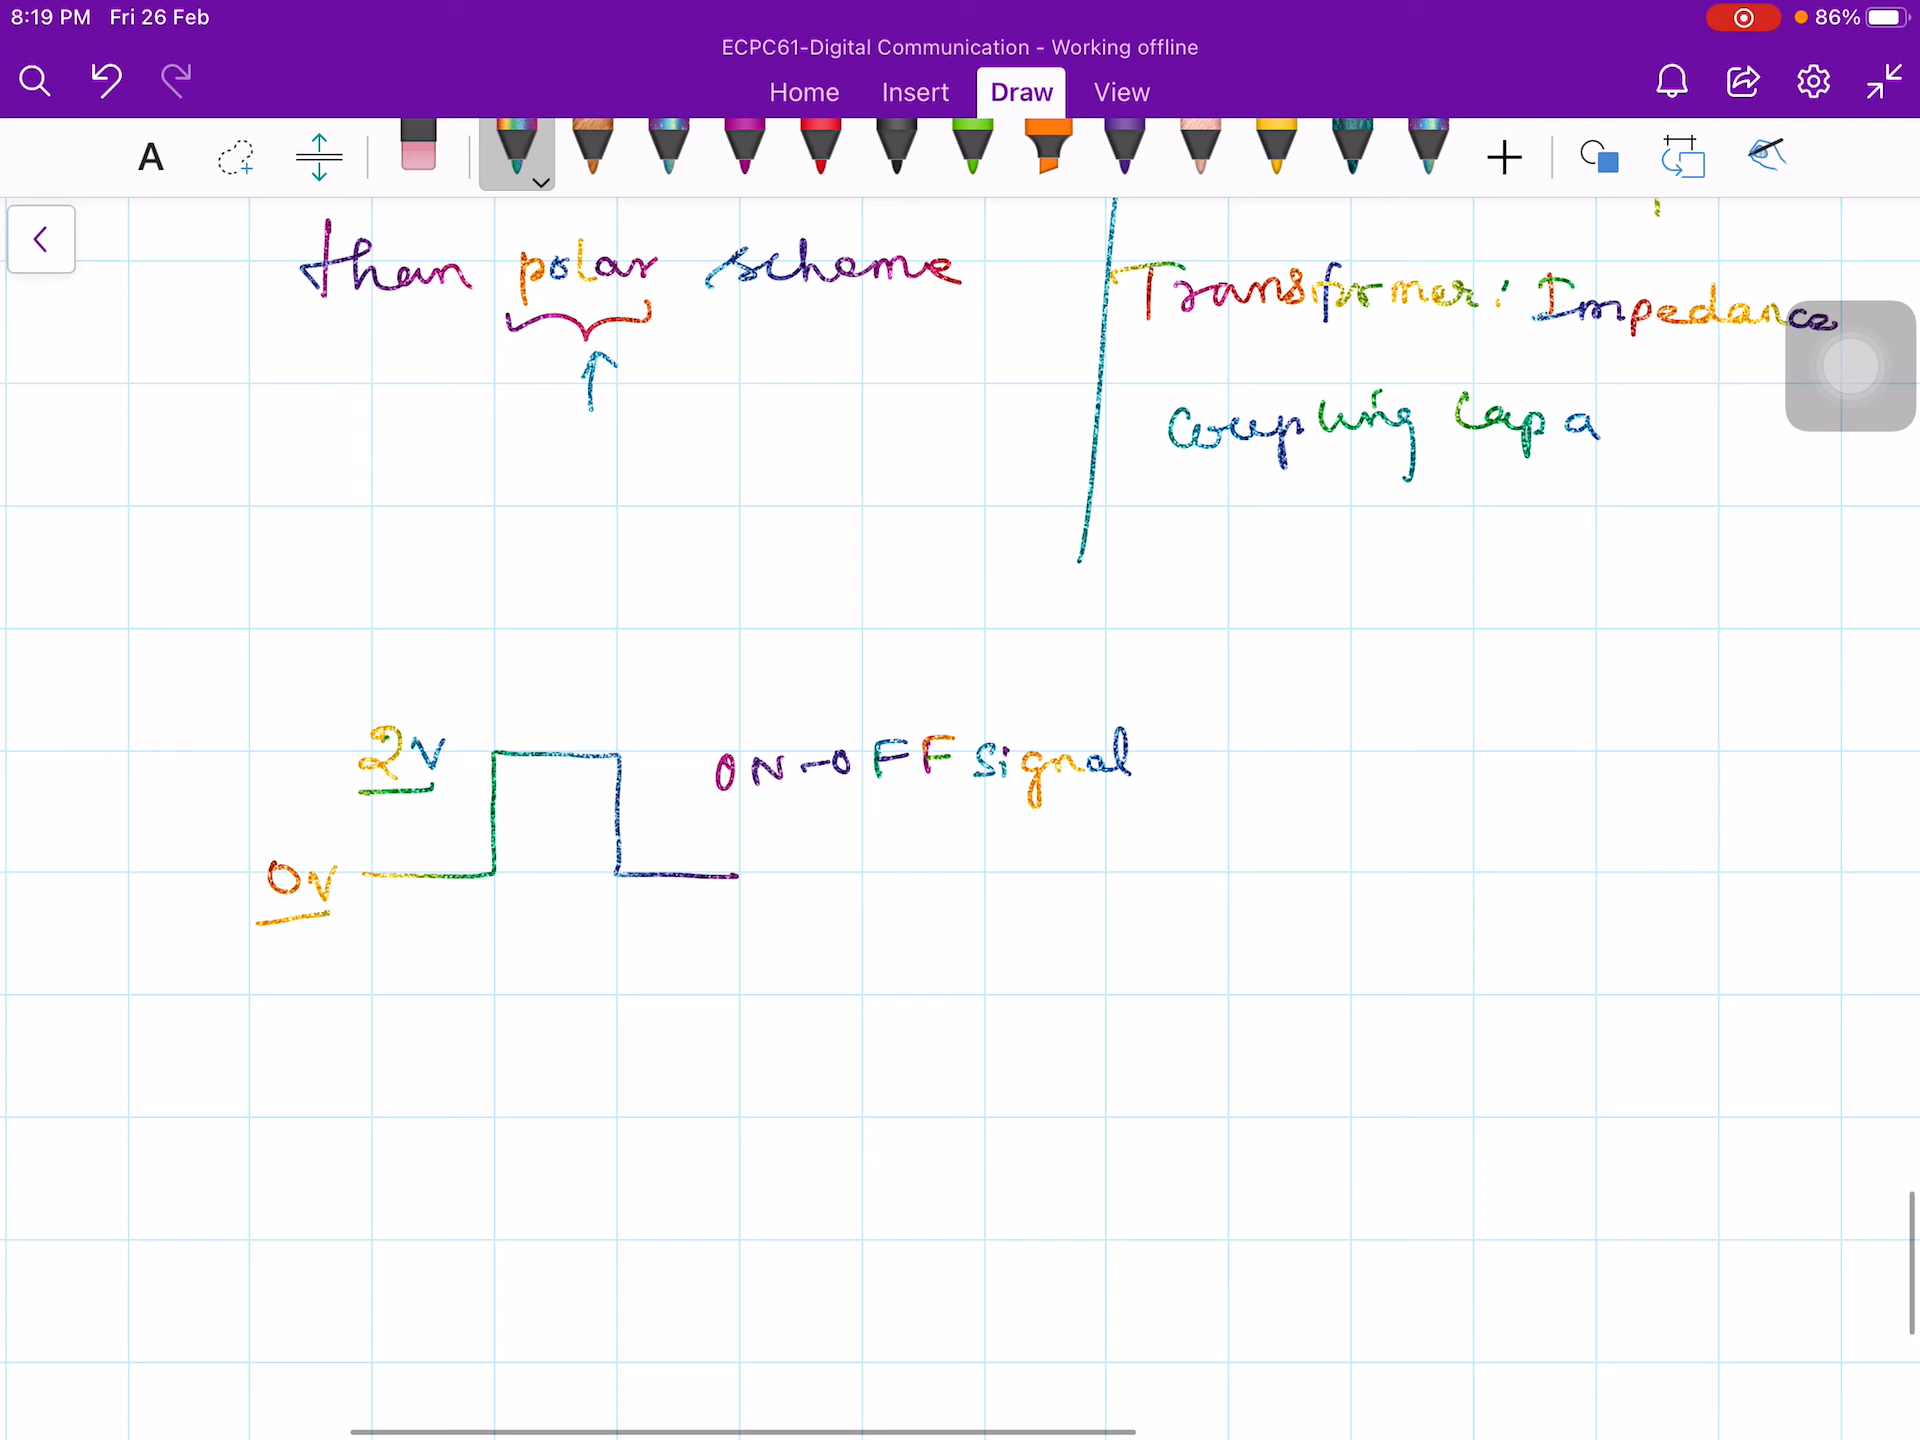 8:19 PM Fri 26 Feb
86%
ECPC61-Digital Communication - Working offline
Home Insert Draw View
A
than polar scheme
Transformer: Impedance
Coupling Capa
2V
ON-OFF Signal
0V